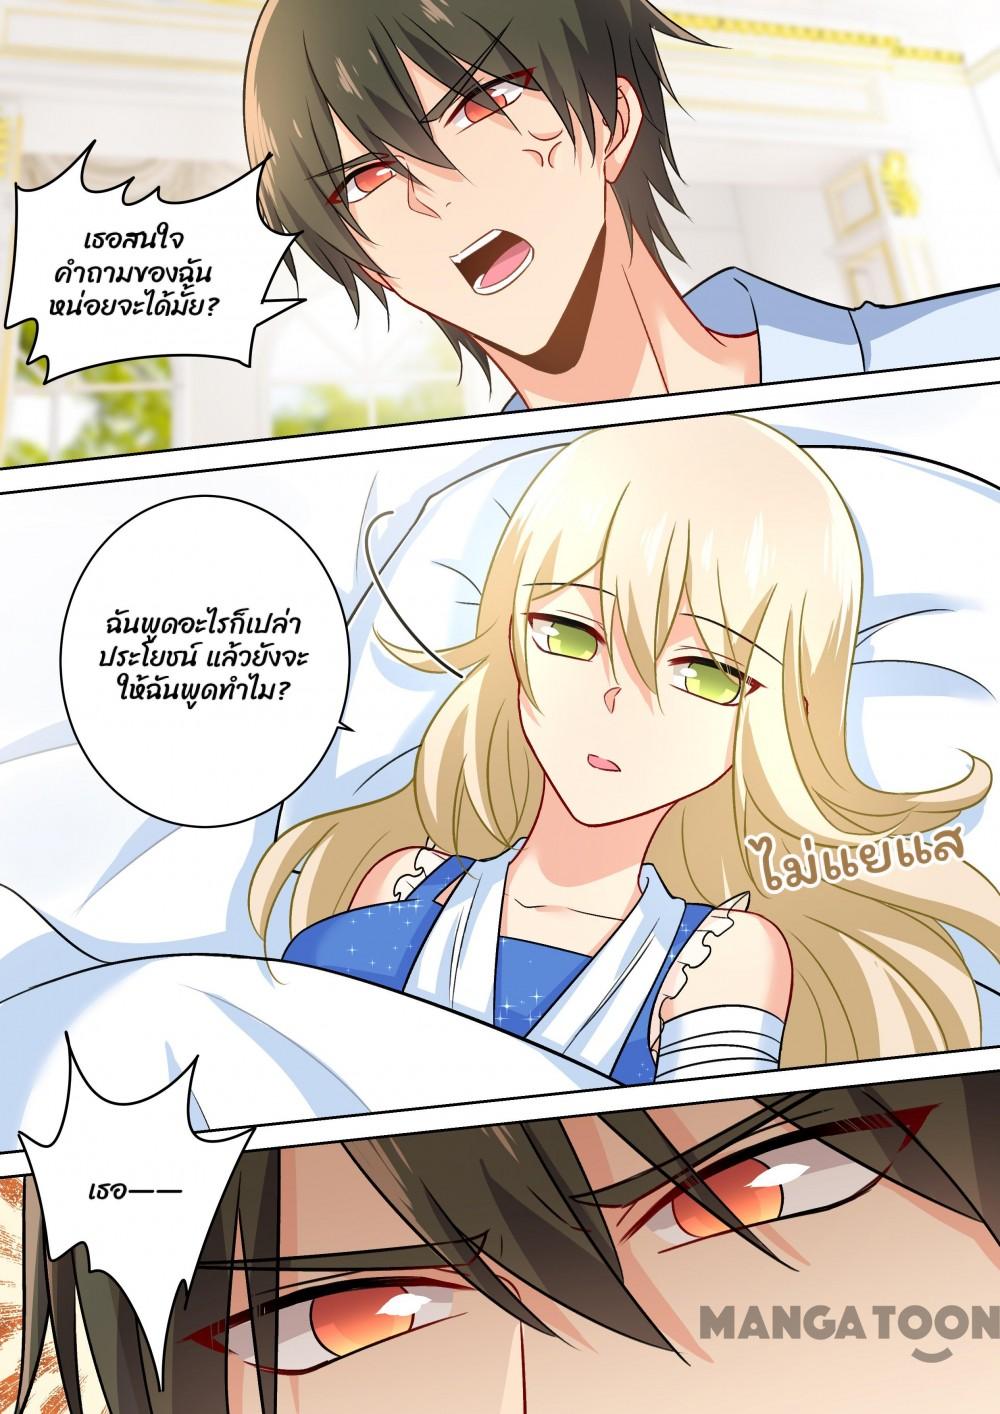 เธอสนใจ
คำถามของฉัน
หน่อยจะได้มั้ย?
ฉันพูดอะไรก็เปล่า
ประโยชน์ แล้วยังจะ
ให้ฉันพูดทำไม?
ไม่แยแส
เธอ——
MANGATOON